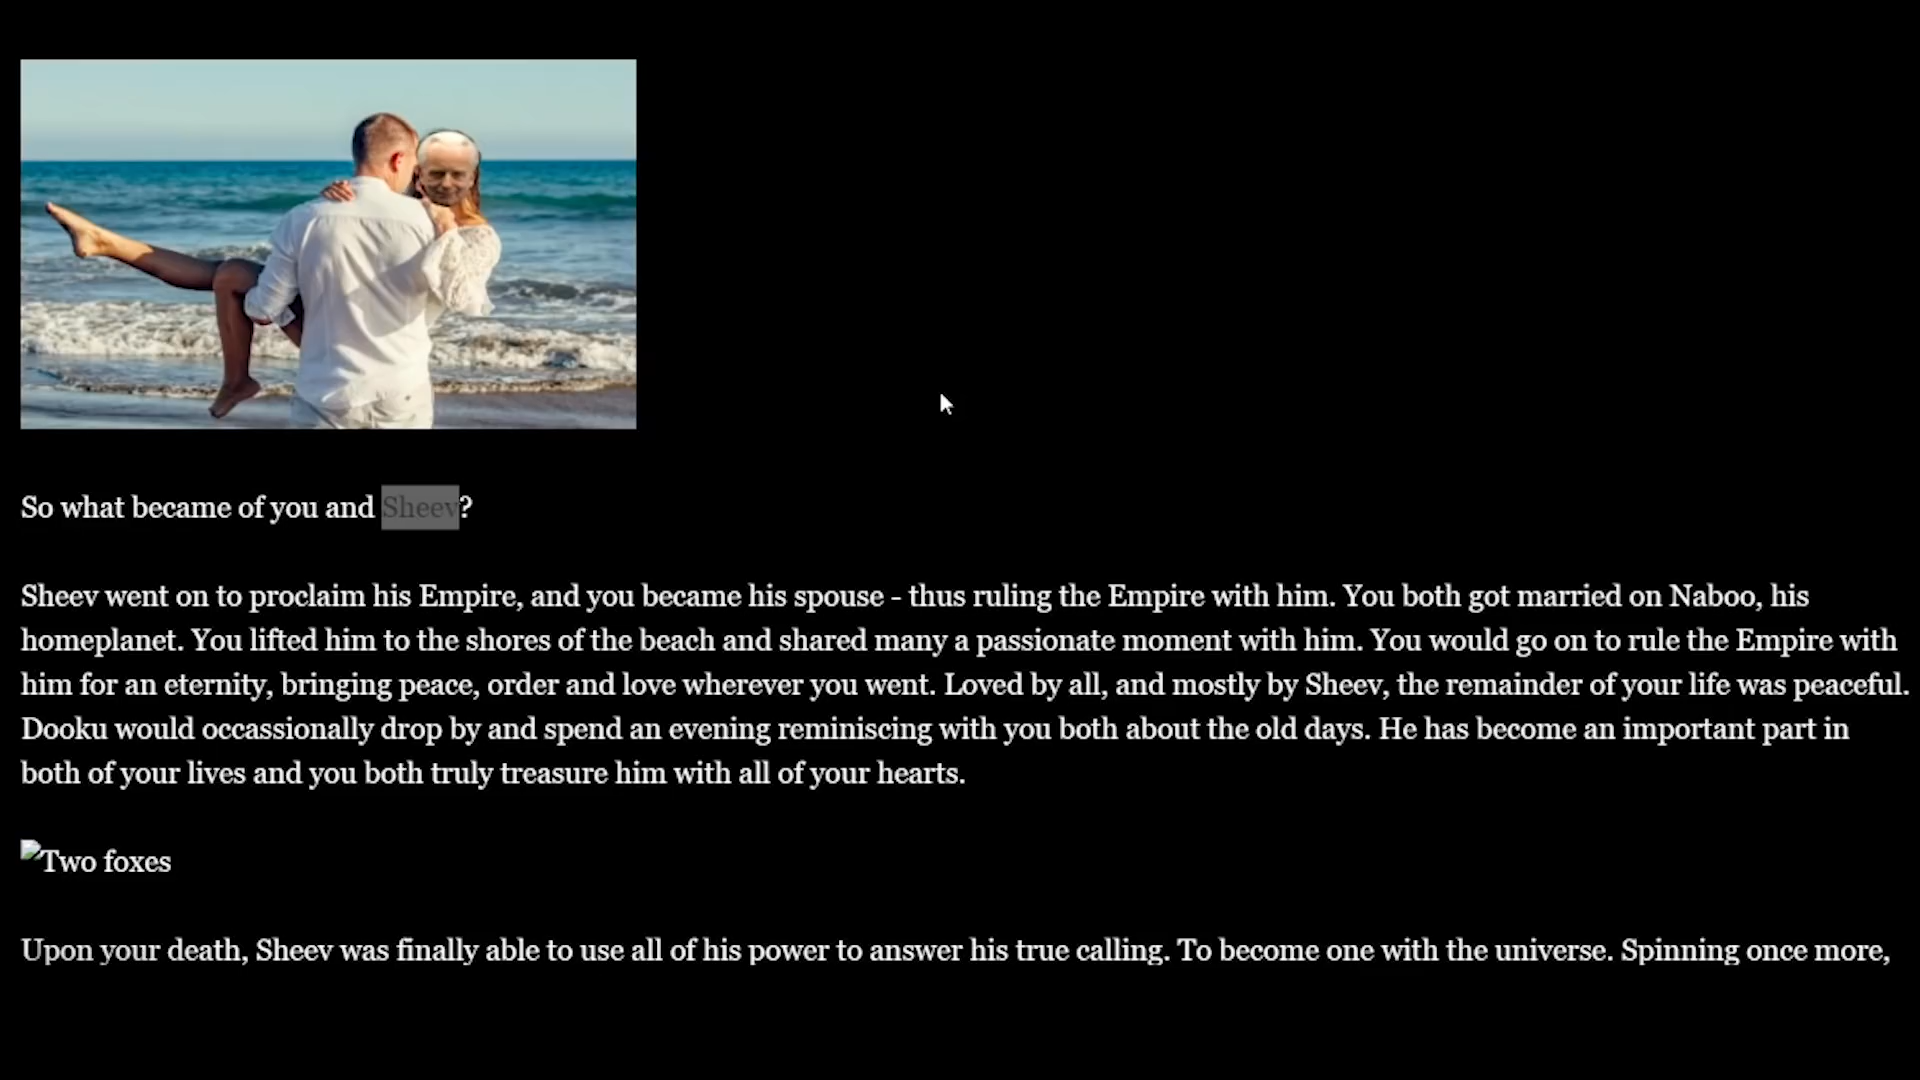 So what became of you and Sheev?
Sheev went on to proclaim his Empire, and you became his spouse - thus ruling the Empire with him. You both got married on Naboo, his
homeplanet. You lifted him to the shores of the beach and shared many a passionate moment with him. You would go on to rule the Empire with
him for an eternity, bringing peace, order and love wherever you went. Loved by all, and mostly by Sheev, the remainder of your life was peaceful.
Dooku would occassionally drop by and spend an evening reminiscing with you both about the old days. He has become an important part in
both of your lives and you both truly treasure him with all of your hearts.
Two foxes
Upon your death, Sheev was finally able to use all of his power to answer his true calling. To become one with the universe. Spinning once more,